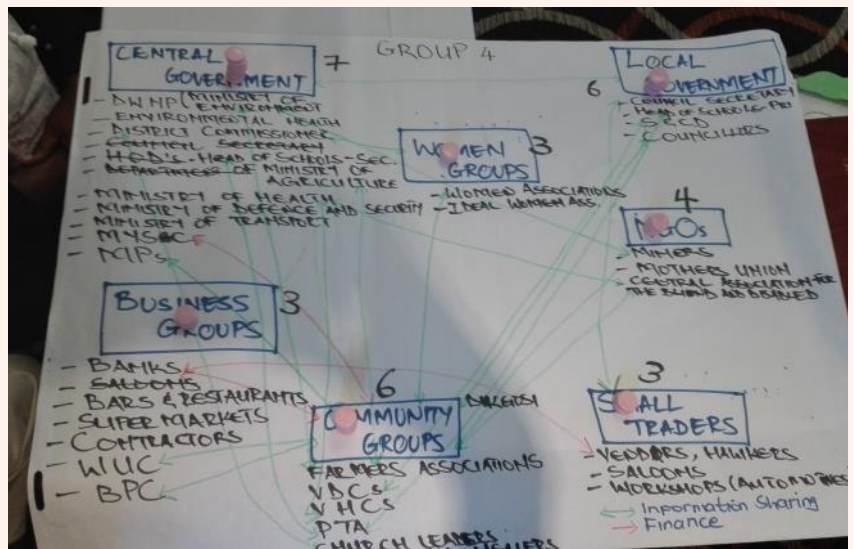 GROUP 4
CENTRAL
GOVERNMENT
7
- DWMP (MINISTRY OF
ENVIRONMENT
- ENVIRONMENTAL HEALTH
- DISTRICT COMMISSIONER
- COUNCIL SECRETARY
- HOD'S - HEAD OF SCHOOLS - SEC.
- DEPARTMENT OF MINISTRY OF
AGRICULTURE
- MINISTRY OF HEALTH
- MINISTRY OF DEFENCE AND SECURITY
- MINISTRY OF TRANSPORT
- MYSC
- MPs
LOCAL
GOVERNMENT
6
- COUNCIL SECRETARY
- HEAD OF SCHOOLS - PRI
- S&CD
- COUNCILLORS
WOMEN
GROUPS
3
- WOMEN ASSOCIATIONS
- IDEAL WOMEN ASS.
4
NGOs
- MOTHERS UNION
- CENTRAL ASSOCIATION FOR
THE BLIND AND DISABLED
BUSINESS
GROUPS
3
- BANKS
- SALOONS
- BARS & RESTAURANTS
- SUPER MARKETS
- CONTRACTORS
- WUC
- BPC
6
COMMUNITY
GROUPS
FARMERS ASSOCIATIONS
VDCs
VHCs
PTA
CHURCH LEADERS
3
SMALL
TRADERS
- VENDORS, HAWKERS
- SALOONS
- WORKSHOPS (AUTOMOTIVES
Information Sharing
Finance